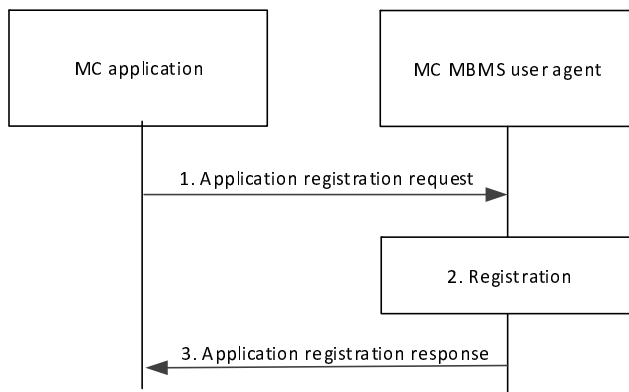 MC application
MC MBMS user agent
1. Application registration request
2. Registration
3. Application registration response